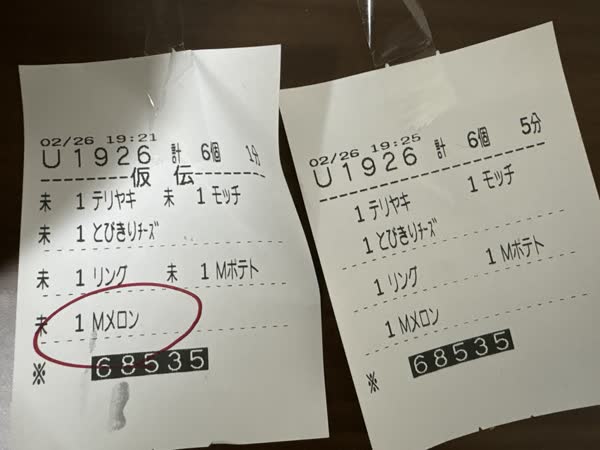 02/26 19:21
U1926 計 6個 1分
--------仮 伝--------
未 1テリヤキ 未 1モッチ
未 1とびきりﾁｰｽﾞ
未 1リング 未 1Mポテト
未 1Mメロン
※ 68535
02/26 19:25
U1926 計 6個 5分
1テリヤキ 1モッチ
1とびきりﾁｰｽﾞ
1リング 1Mポテト
1Mメロン
※ 68535